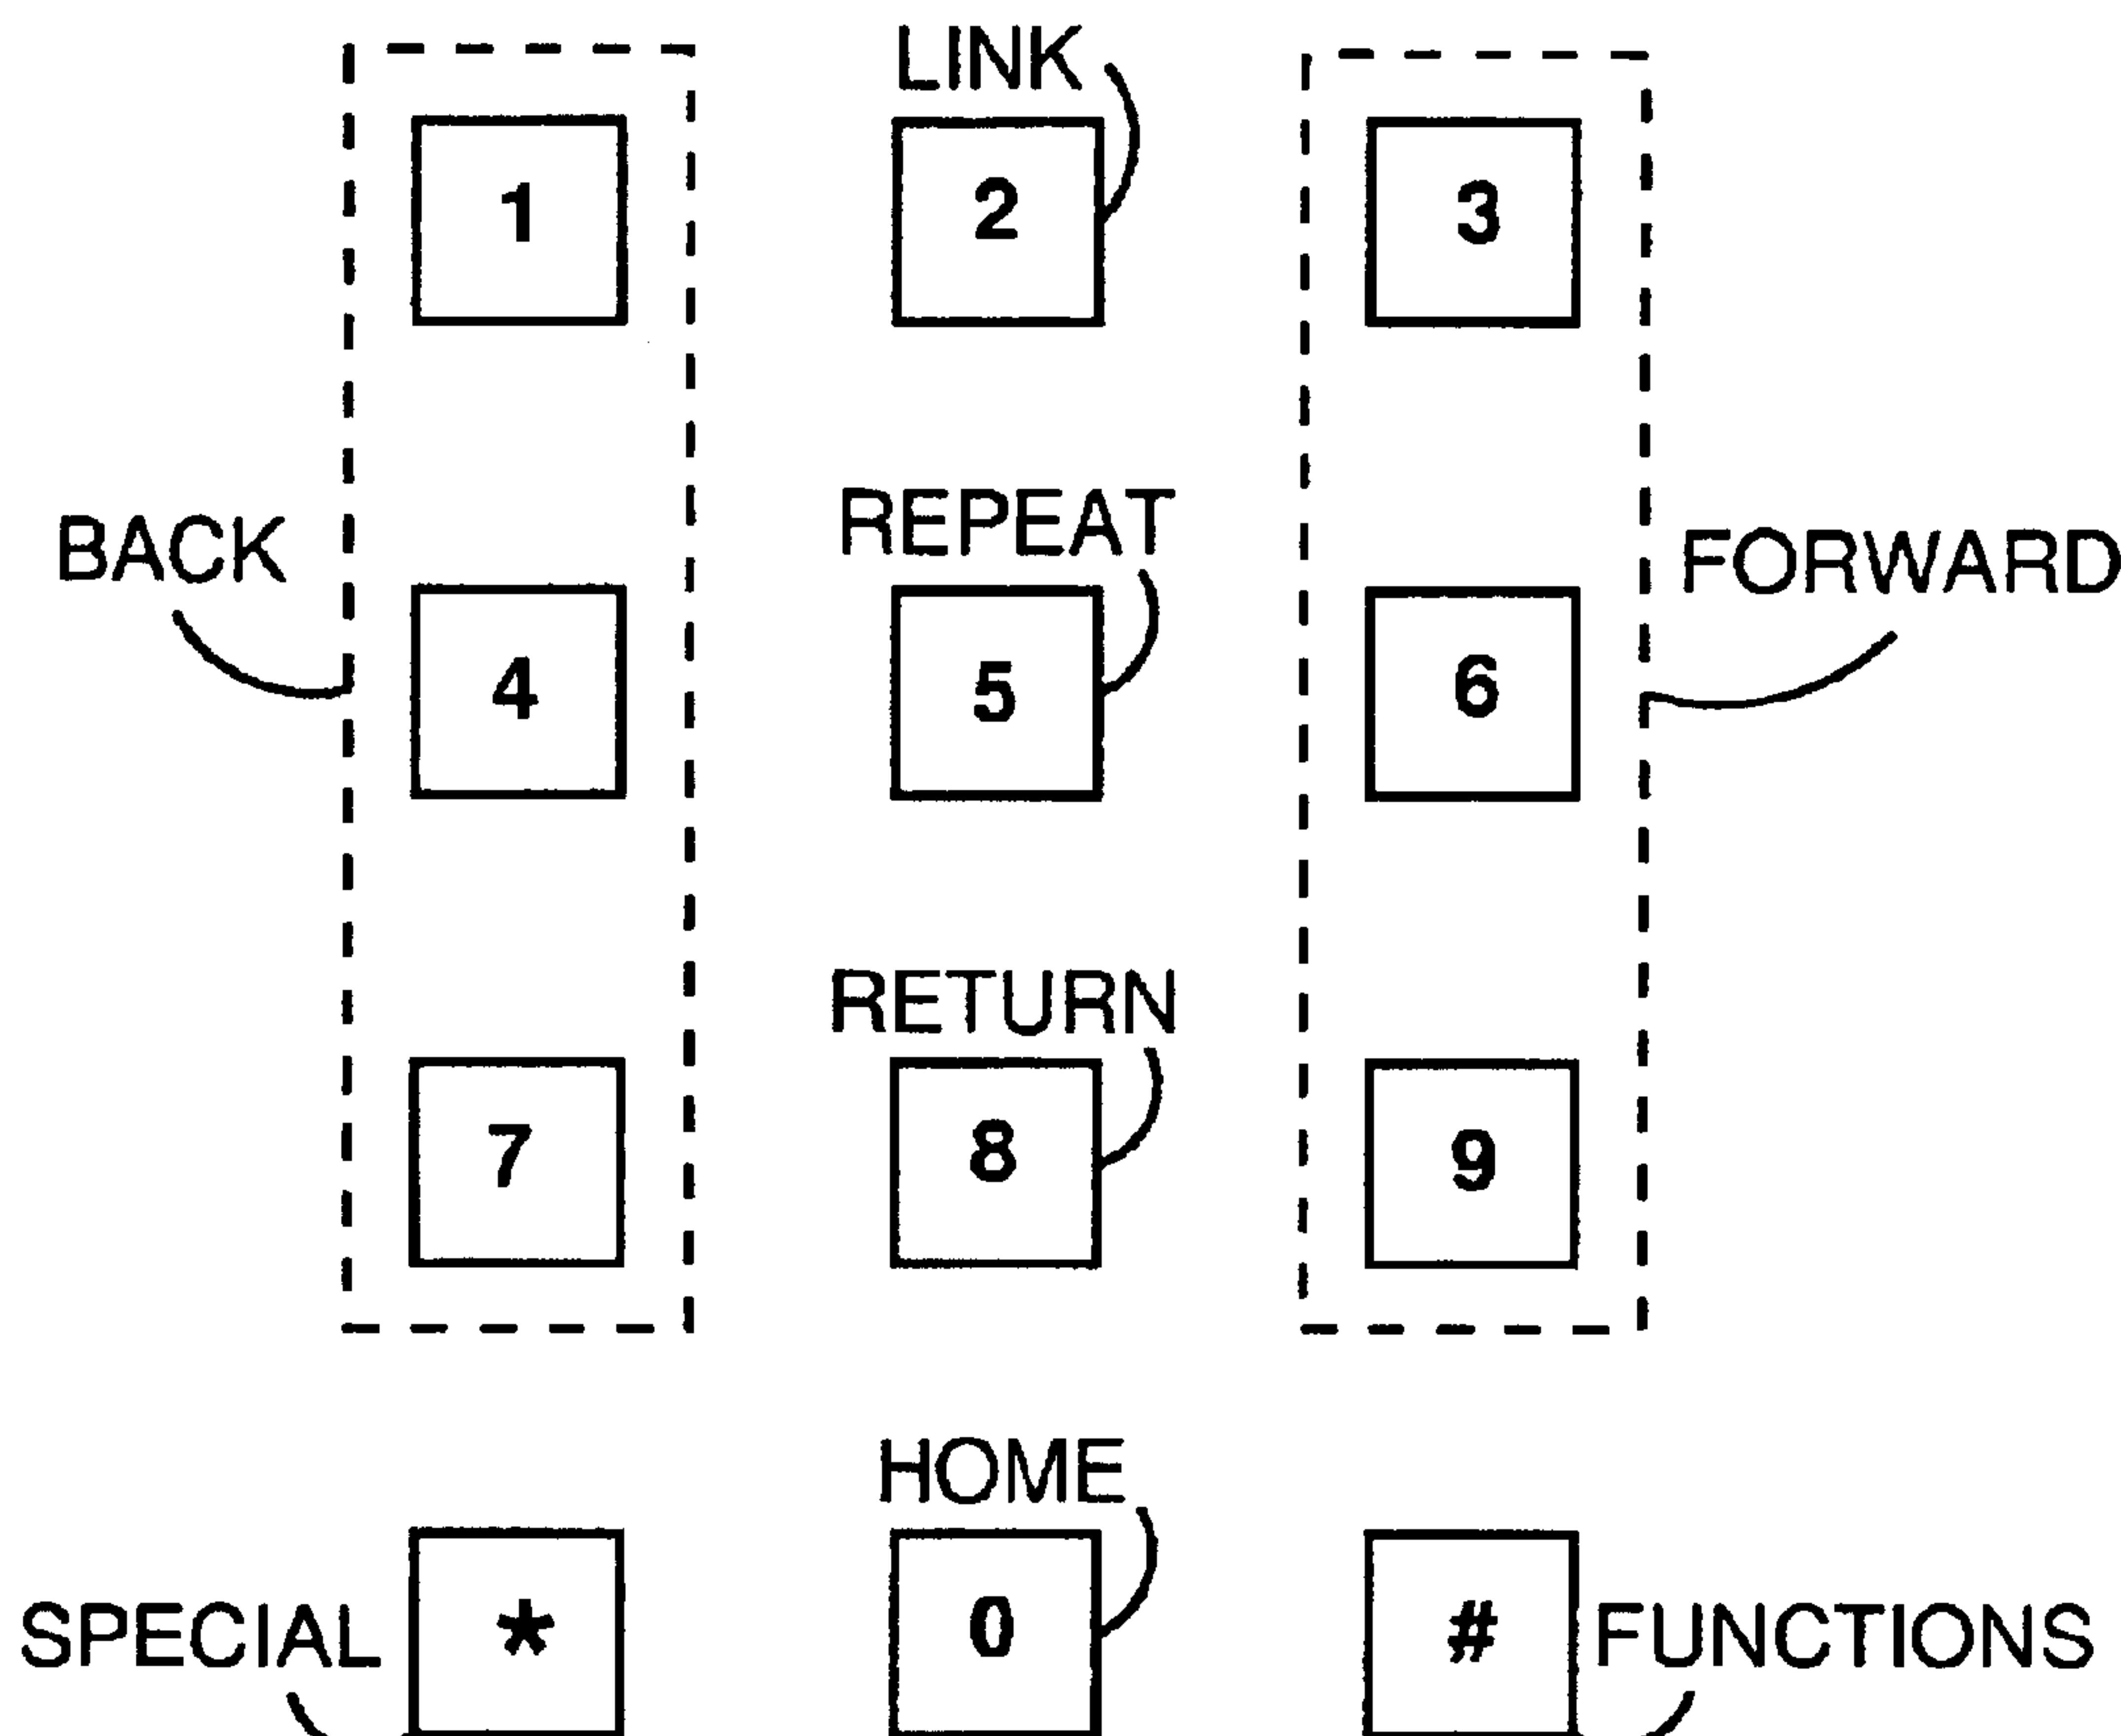 LINK
1 2 3
REPEAT
BACK
FORWARD
4 5 6
RETURN
7 8 9
HOME
SPECIAL * 0 # FUNCTIONS